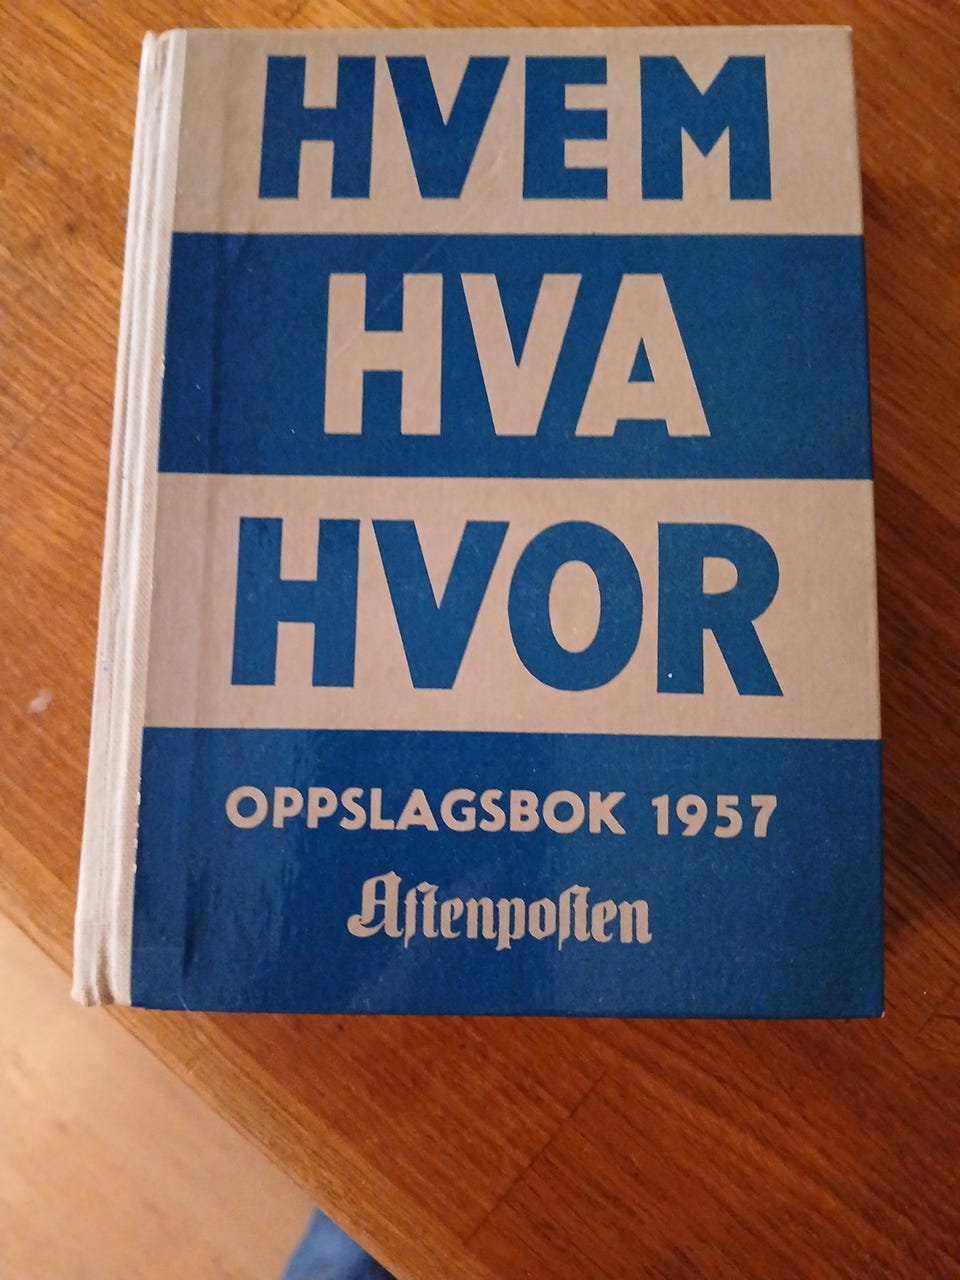 HVEM
HVA
HVOR
OPPSLAGSBOK 1957
Aftenposten